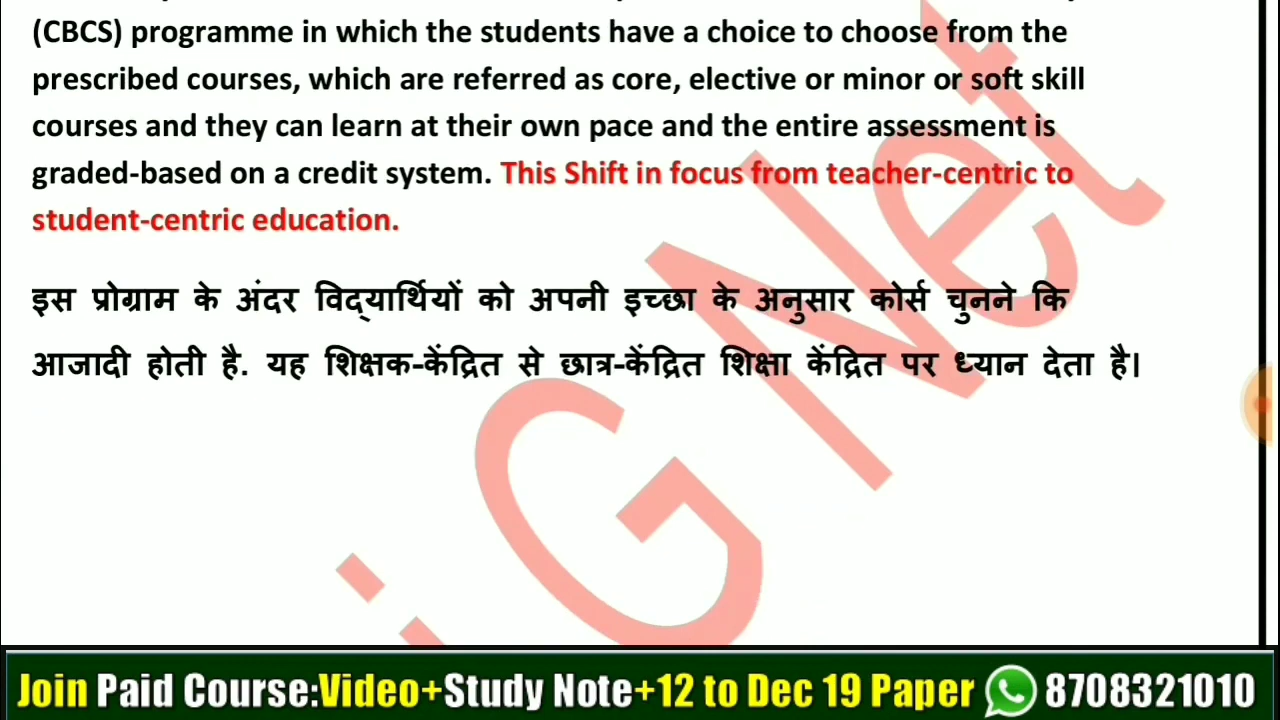 (CBCS) programme in which the students have a choice to choose from the
prescribed courses, which are referred as core, elective or minor or soft skill
courses and they can learn at their own pace and the entire assessment is
graded-based on a credit system. This Shift in focus from teacher-centric to
student-centric education.
इस प्रोग्राम के अंदर विद्यार्थियों को अपनी इच्छा के अनुसार कोर्स चुनने कि
आजादी होती है. यह शिक्षक-केंद्रित से छात्र-केंद्रित शिक्षा केंद्रित पर ध्यान देता है।
i G Net
Join Paid Course:Video+Study Note+12 to Dec 19 Paper 8708321010